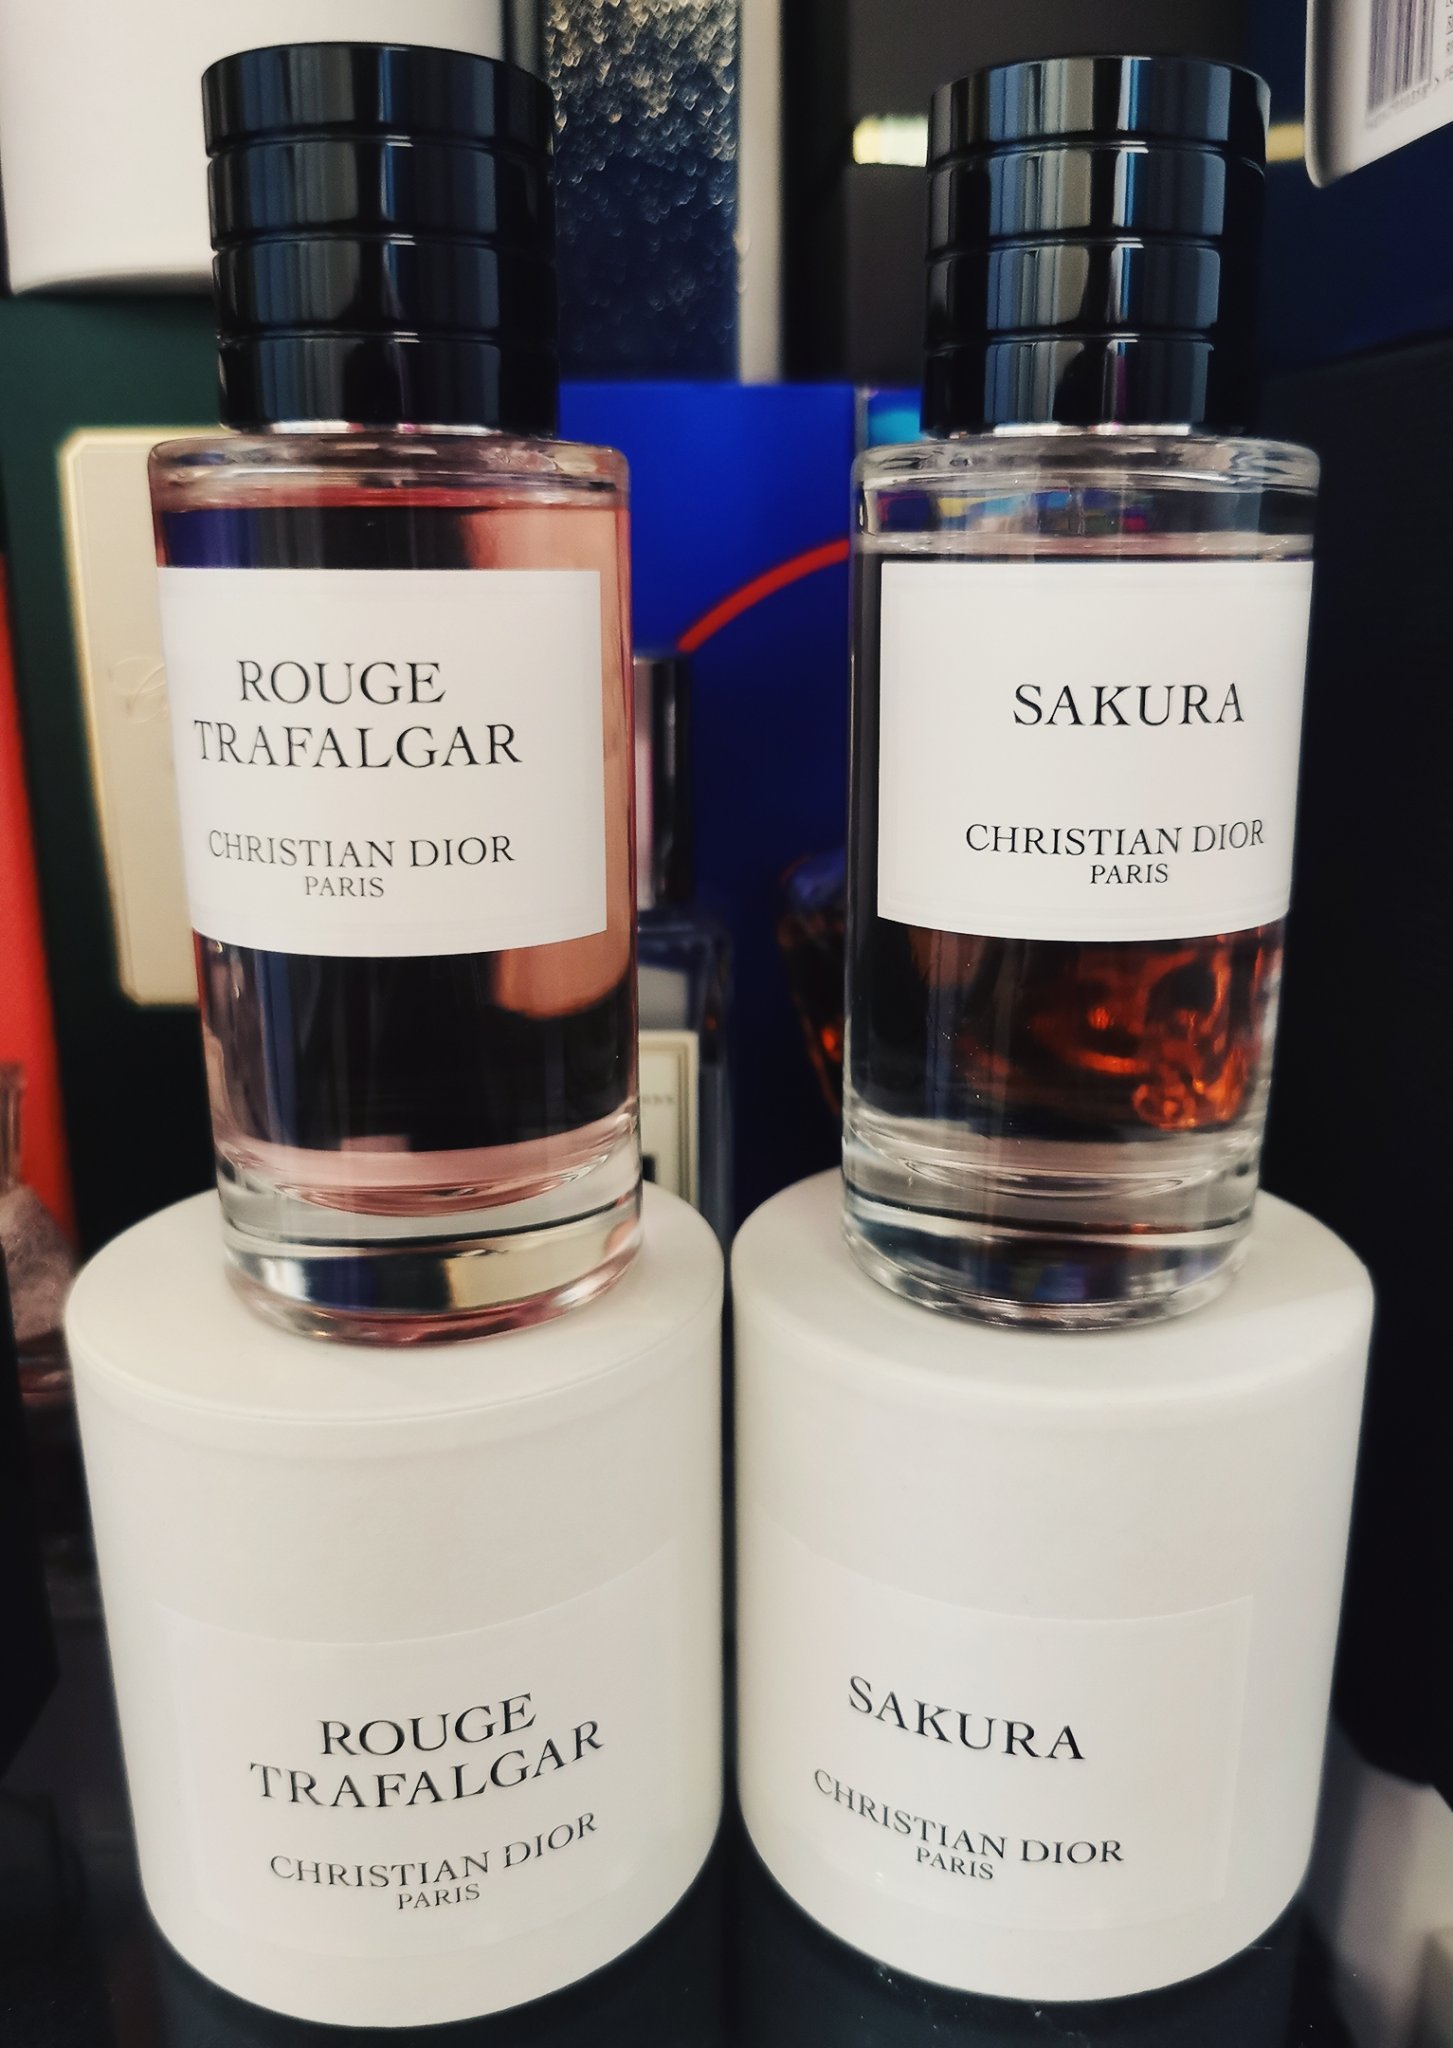 ROUGE
TRAFALGAR
CHRISTIAN DIOR
PARIS
SAKURA
CHRISTIAN DIOR
PARIS
ROUGE
TRAFALGAR
CHRISTIAN DIOR
PARIS
SAKURA
CHRISTIAN DIOR
PARIS